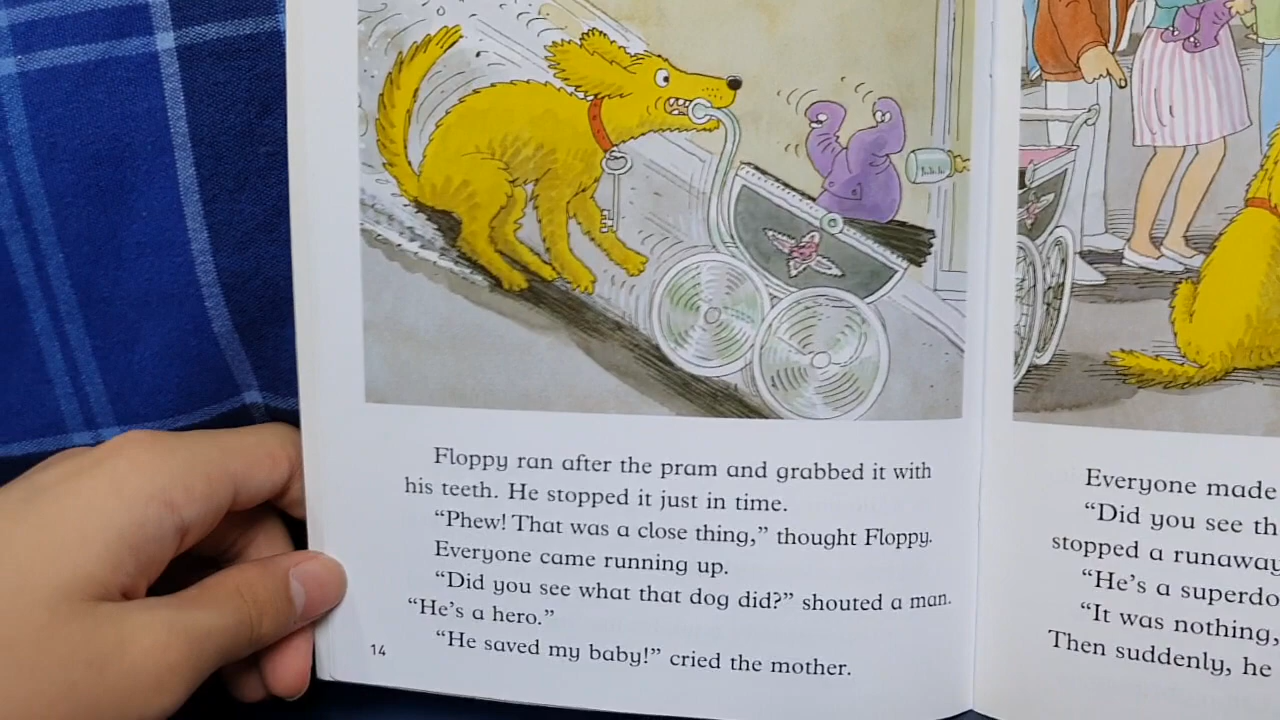 Floppy ran after the pram and grabbed it with
his teeth. He stopped it just in time.
“Phew! That was a close thing,” thought Floppy.
Everyone came running up.
“Did you see what that dog did?” shouted a man.
“He’s a hero.”
“He saved my baby!” cried the mother.
14
Everyone made
“Did you see th
stopped a runaway
“He’s a superdo
“It was nothing,
Then suddenly, he